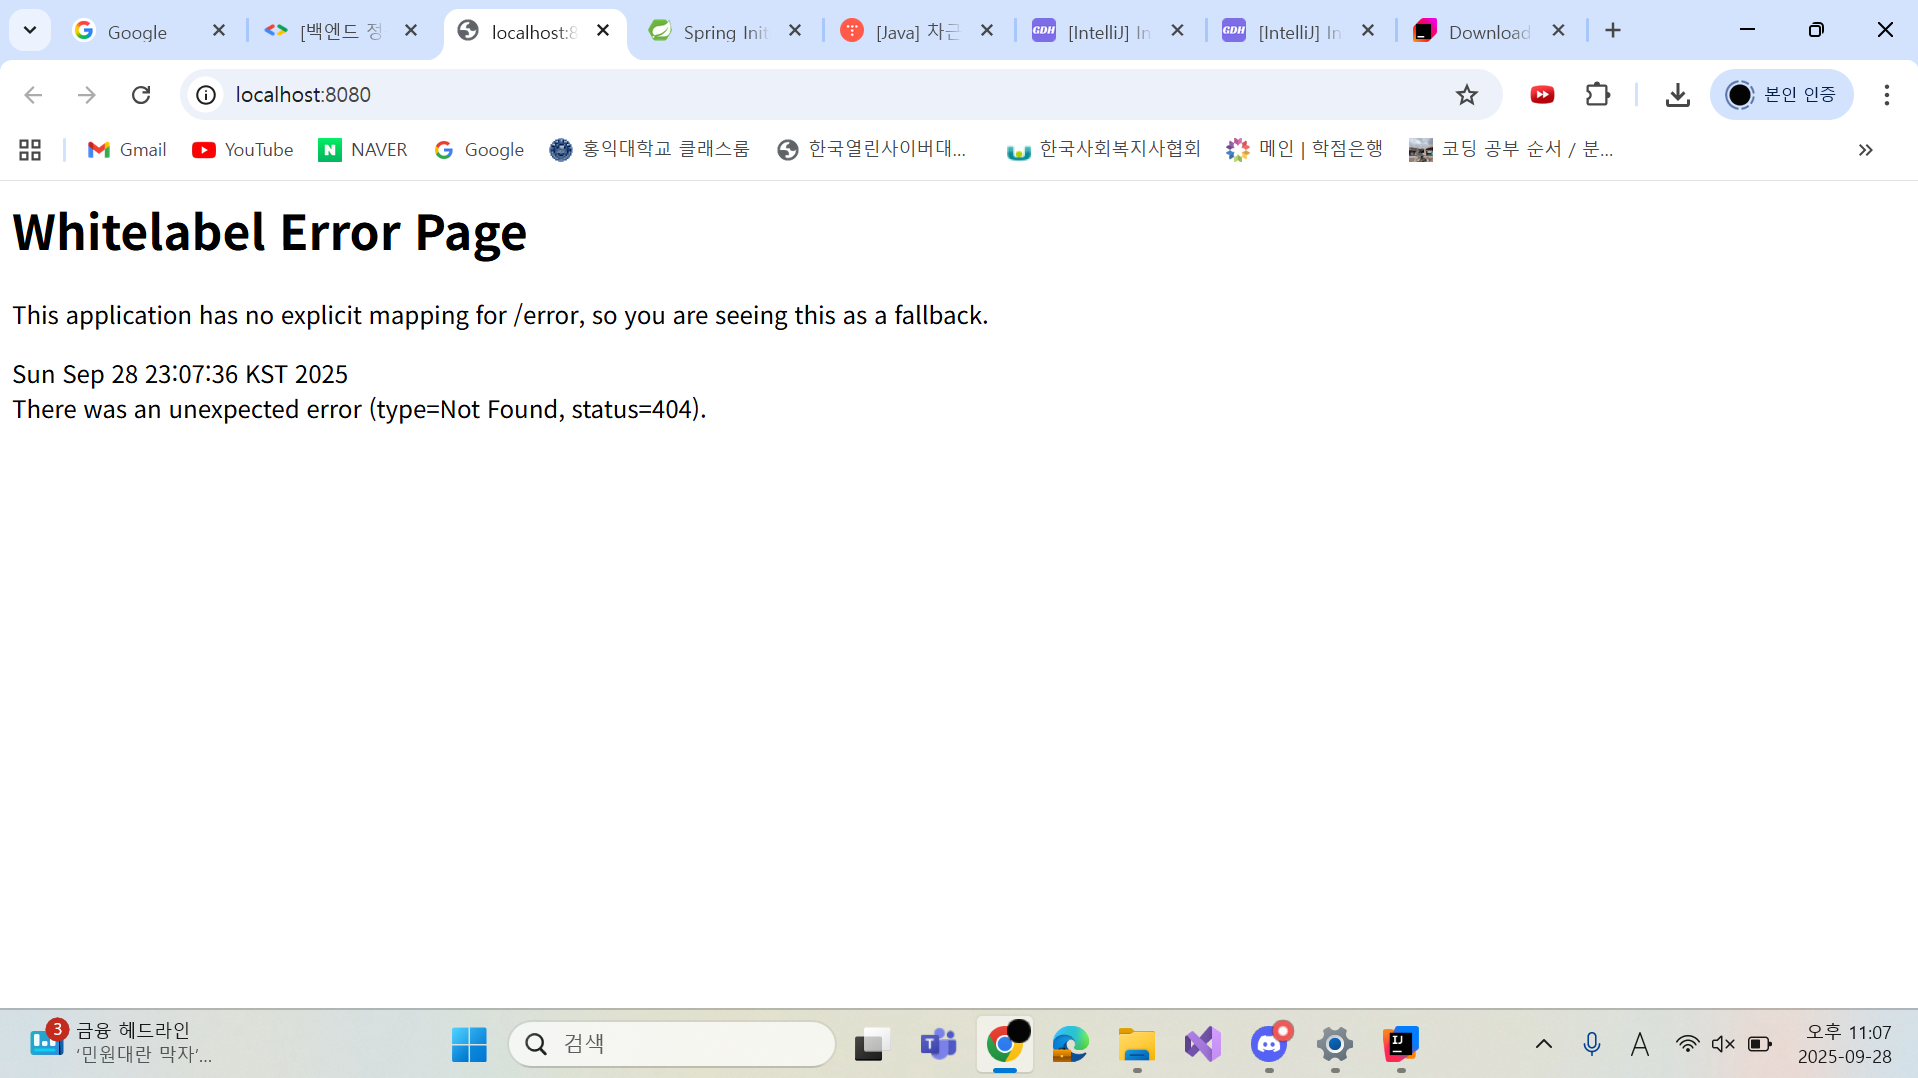 Google
[백엔드 정
localhost:8
Spring Init
[Java] 차근
[IntelliJ] In
[IntelliJ] In
Download
localhost:8080
본인 인증
Gmail
YouTube
NAVER
Google
홍익대학교 클래스룸
한국열린사이버대...
한국사회복지사협회
메인 | 학점은행
코딩 공부 순서 / 분...
Whitelabel Error Page
This application has no explicit mapping for /error, so you are seeing this as a fallback.
Sun Sep 28 23:07:36 KST 2025
There was an unexpected error (type=Not Found, status=404).
3
금융 헤드라인
‘민원대란 막자‘...
검색
A
오후 11:07
2025-09-28